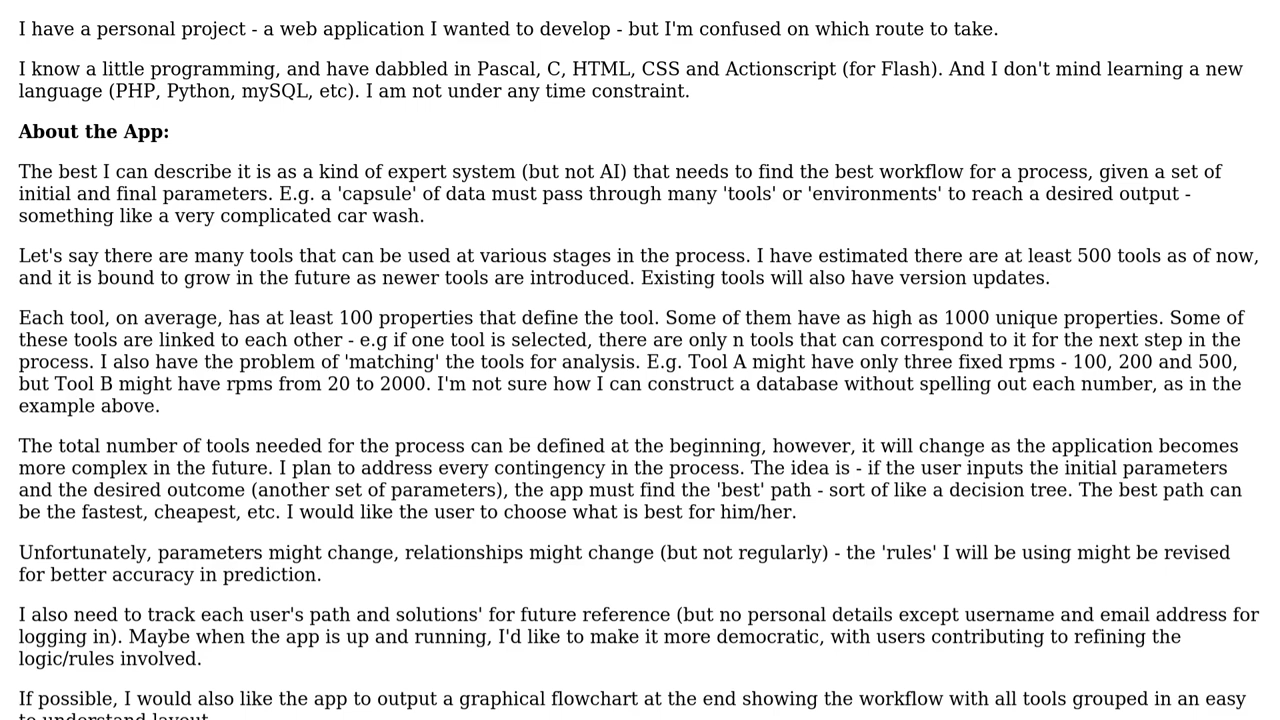 I have a personal project - a web application I wanted to develop - but I'm confused on which route to take.
I know a little programming, and have dabbled in Pascal, C, HTML, CSS and Actionscript (for Flash). And I don't mind learning a new
language (PHP, Python, mySQL, etc). I am not under any time constraint.
About the App:
The best I can describe it is as a kind of expert system (but not AI) that needs to find the best workflow for a process, given a set of
initial and final parameters. E.g. a 'capsule' of data must pass through many 'tools' or 'environments' to reach a desired output -
something like a very complicated car wash.
Let's say there are many tools that can be used at various stages in the process. I have estimated there are at least 500 tools as of now,
and it is bound to grow in the future as newer tools are introduced. Existing tools will also have version updates.
Each tool, on average, has at least 100 properties that define the tool. Some of them have as high as 1000 unique properties. Some of
these tools are linked to each other - e.g if one tool is selected, there are only n tools that can correspond to it for the next step in the
process. I also have the problem of 'matching' the tools for analysis. E.g. Tool A might have only three fixed rpms - 100, 200 and 500,
but Tool B might have rpms from 20 to 2000. I'm not sure how I can construct a database without spelling out each number, as in the
example above.
The total number of tools needed for the process can be defined at the beginning, however, it will change as the application becomes
more complex in the future. I plan to address every contingency in the process. The idea is - if the user inputs the initial parameters
and the desired outcome (another set of parameters), the app must find the 'best' path - sort of like a decision tree. The best path can
be the fastest, cheapest, etc. I would like the user to choose what is best for him/her.
Unfortunately, parameters might change, relationships might change (but not regularly) - the 'rules' I will be using might be revised
for better accuracy in prediction.
I also need to track each user's path and solutions' for future reference (but no personal details except username and email address for
logging in). Maybe when the app is up and running, I'd like to make it more democratic, with users contributing to refining the
logic/rules involved.
If possible, I would also like the app to output a graphical flowchart at the end showing the workflow with all tools grouped in an easy
to understand layout.